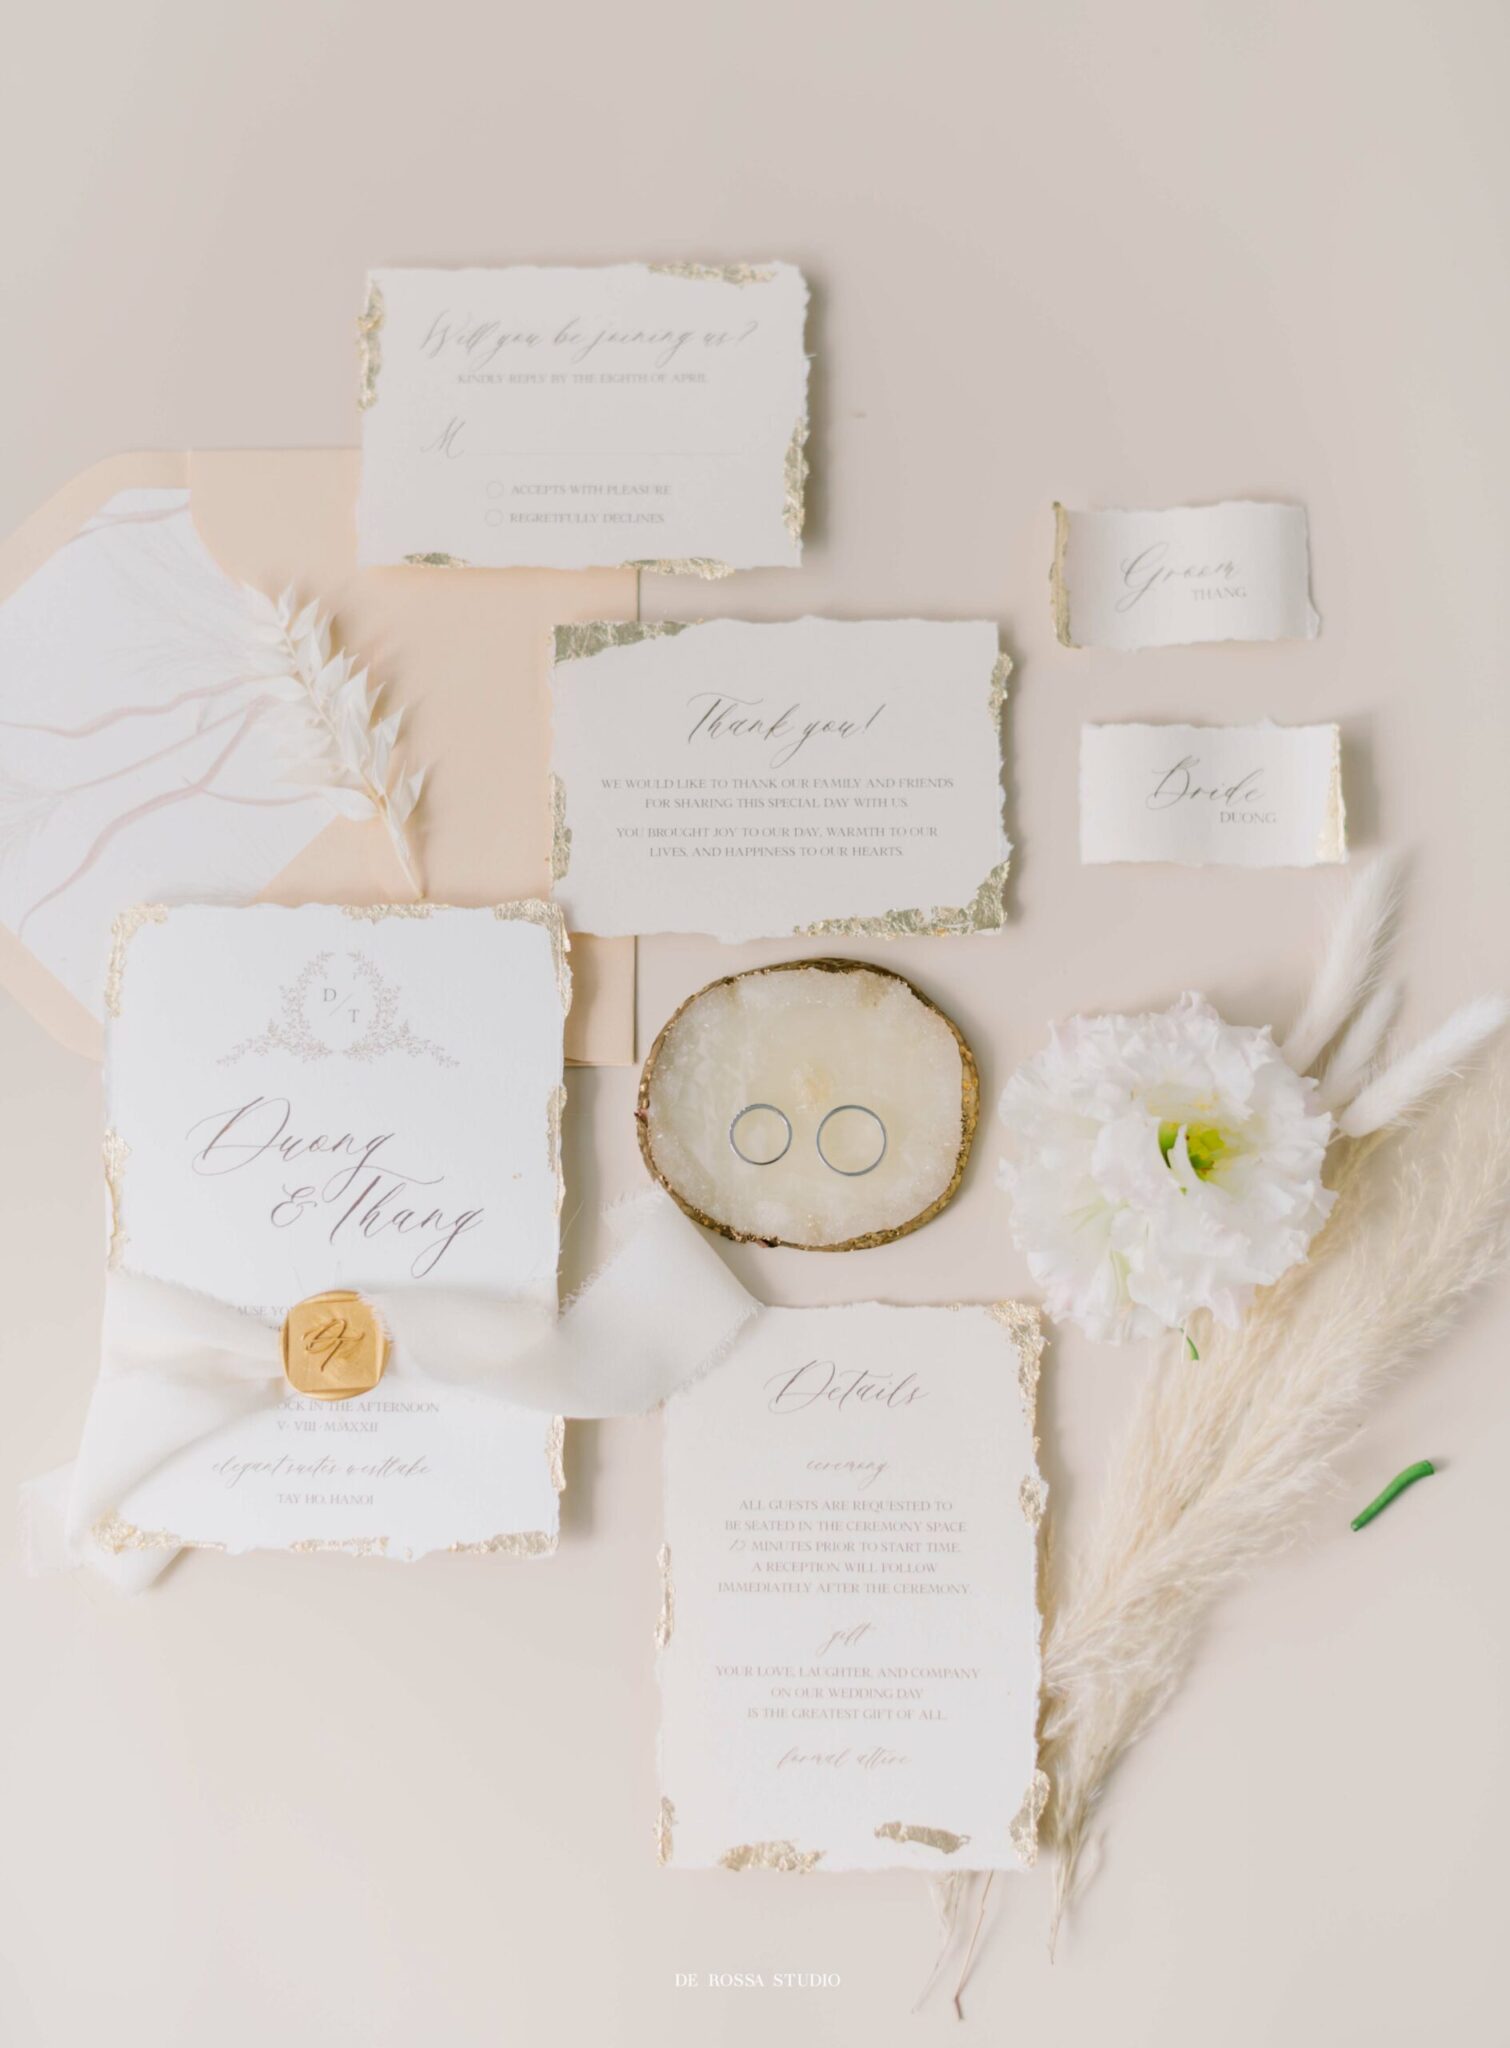 Will you be joining us?
KINDLY REPLY BY THE EIGHTH OF APRIL
M
ACCEPTS WITH PLEASURE
REGRETFULLY DECLINES
Groom
THANG
Thank you!
WE WOULD LIKE TO THANK OUR FAMILY AND FRIENDS
FOR SHARING THIS SPECIAL DAY WITH US.
YOU BROUGHT JOY TO OUR DAY, WARMTH TO OUR
LIVES, AND HAPPINESS TO OUR HEARTS.
Bride
DUONG
D / T
Duong
& Thang
DT
IN THE AFTERNOON
V · VIII · MMXXII
elegant suites westlake
TAY HO, HANOI
Details
ceremony
ALL GUESTS ARE REQUESTED TO
BE SEATED IN THE CEREMONY SPACE
15 MINUTES PRIOR TO START TIME.
A RECEPTION WILL FOLLOW
IMMEDIATELY AFTER THE CEREMONY.
gift
YOUR LOVE, LAUGHTER, AND COMPANY
ON OUR WEDDING DAY
IS THE GREATEST GIFT OF ALL.
formal attire
DE ROSSA STUDIO